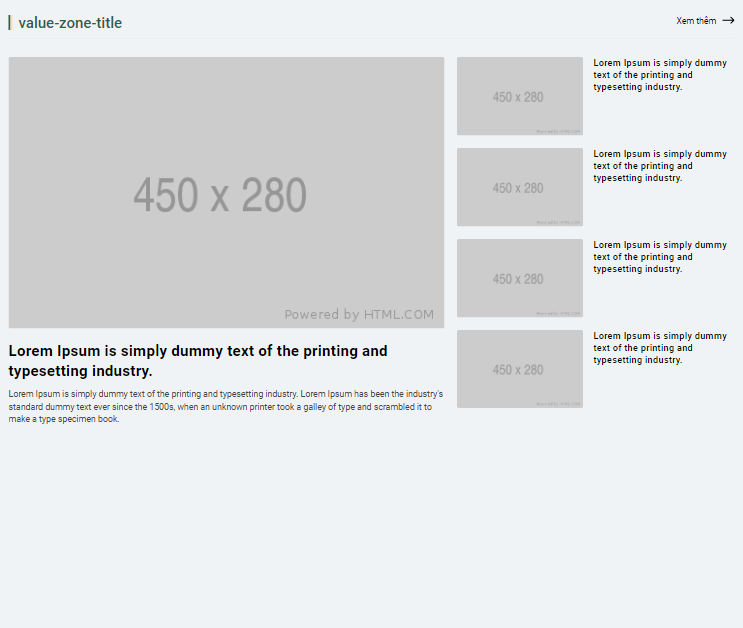 value-zone-title
Xem thêm
450 x 280
Powered by HTML.COM
Lorem Ipsum is simply dummy text of the printing and
typesetting industry.
Lorem Ipsum is simply dummy text of the printing and typesetting industry. Lorem Ipsum has been the industry's
standard dummy text ever since the 1500s, when an unknown printer took a galley of type and scrambled it to
make a type specimen book.
450 x 280
Lorem Ipsum is simply dummy
text of the printing and
typesetting industry.
450 x 280
Lorem Ipsum is simply dummy
text of the printing and
typesetting industry.
450 x 280
Lorem Ipsum is simply dummy
text of the printing and
typesetting industry.
450 x 280
Lorem Ipsum is simply dummy
text of the printing and
typesetting industry.